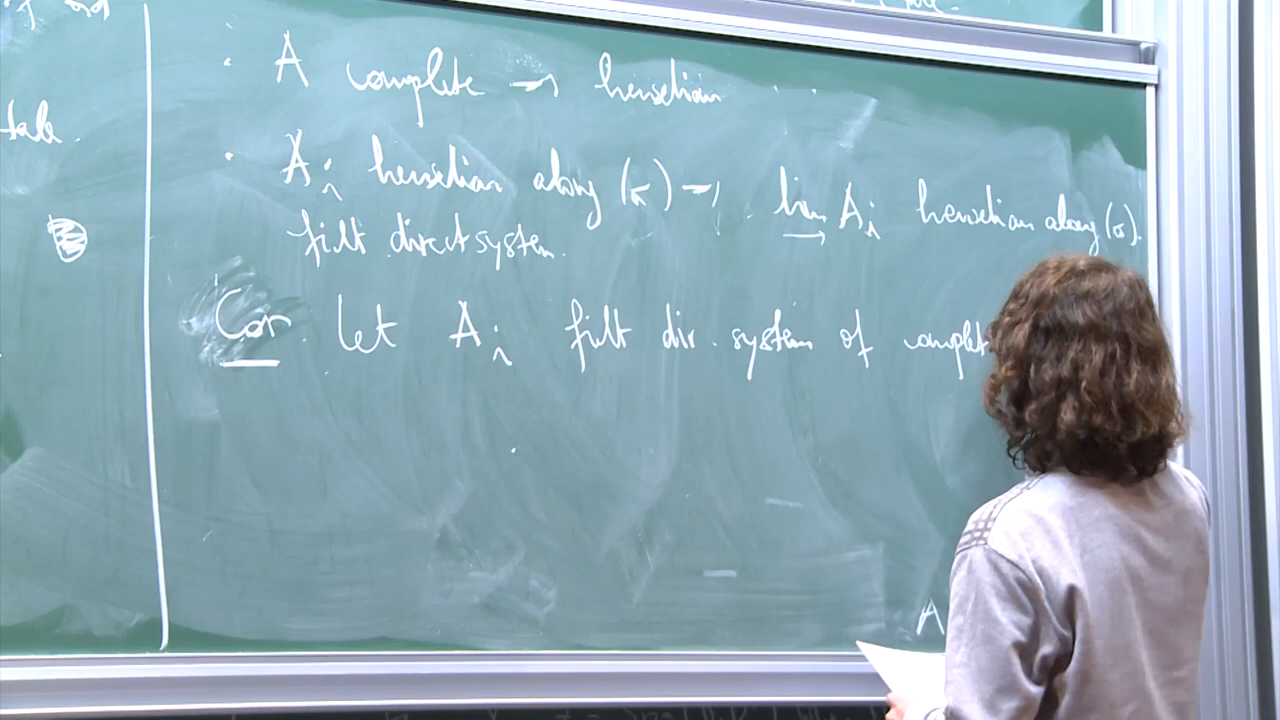 · A complete → henselian . .
tale.
· A_i henselian along (π) → lim→ A_i henselian along (π).
filt. direct system.
Cor. Let A_i filt dir. system of complet
A